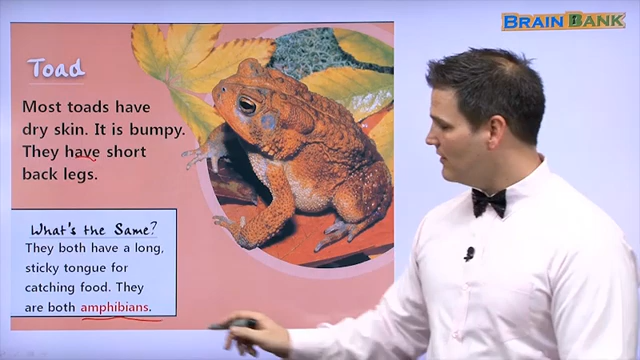 BRAIN BANK
Toad
Most toads have
dry skin. It is bumpy.
They have short
back legs.
What's the Same?
They both have a long,
sticky tongue for
catching food. They
are both amphibians.